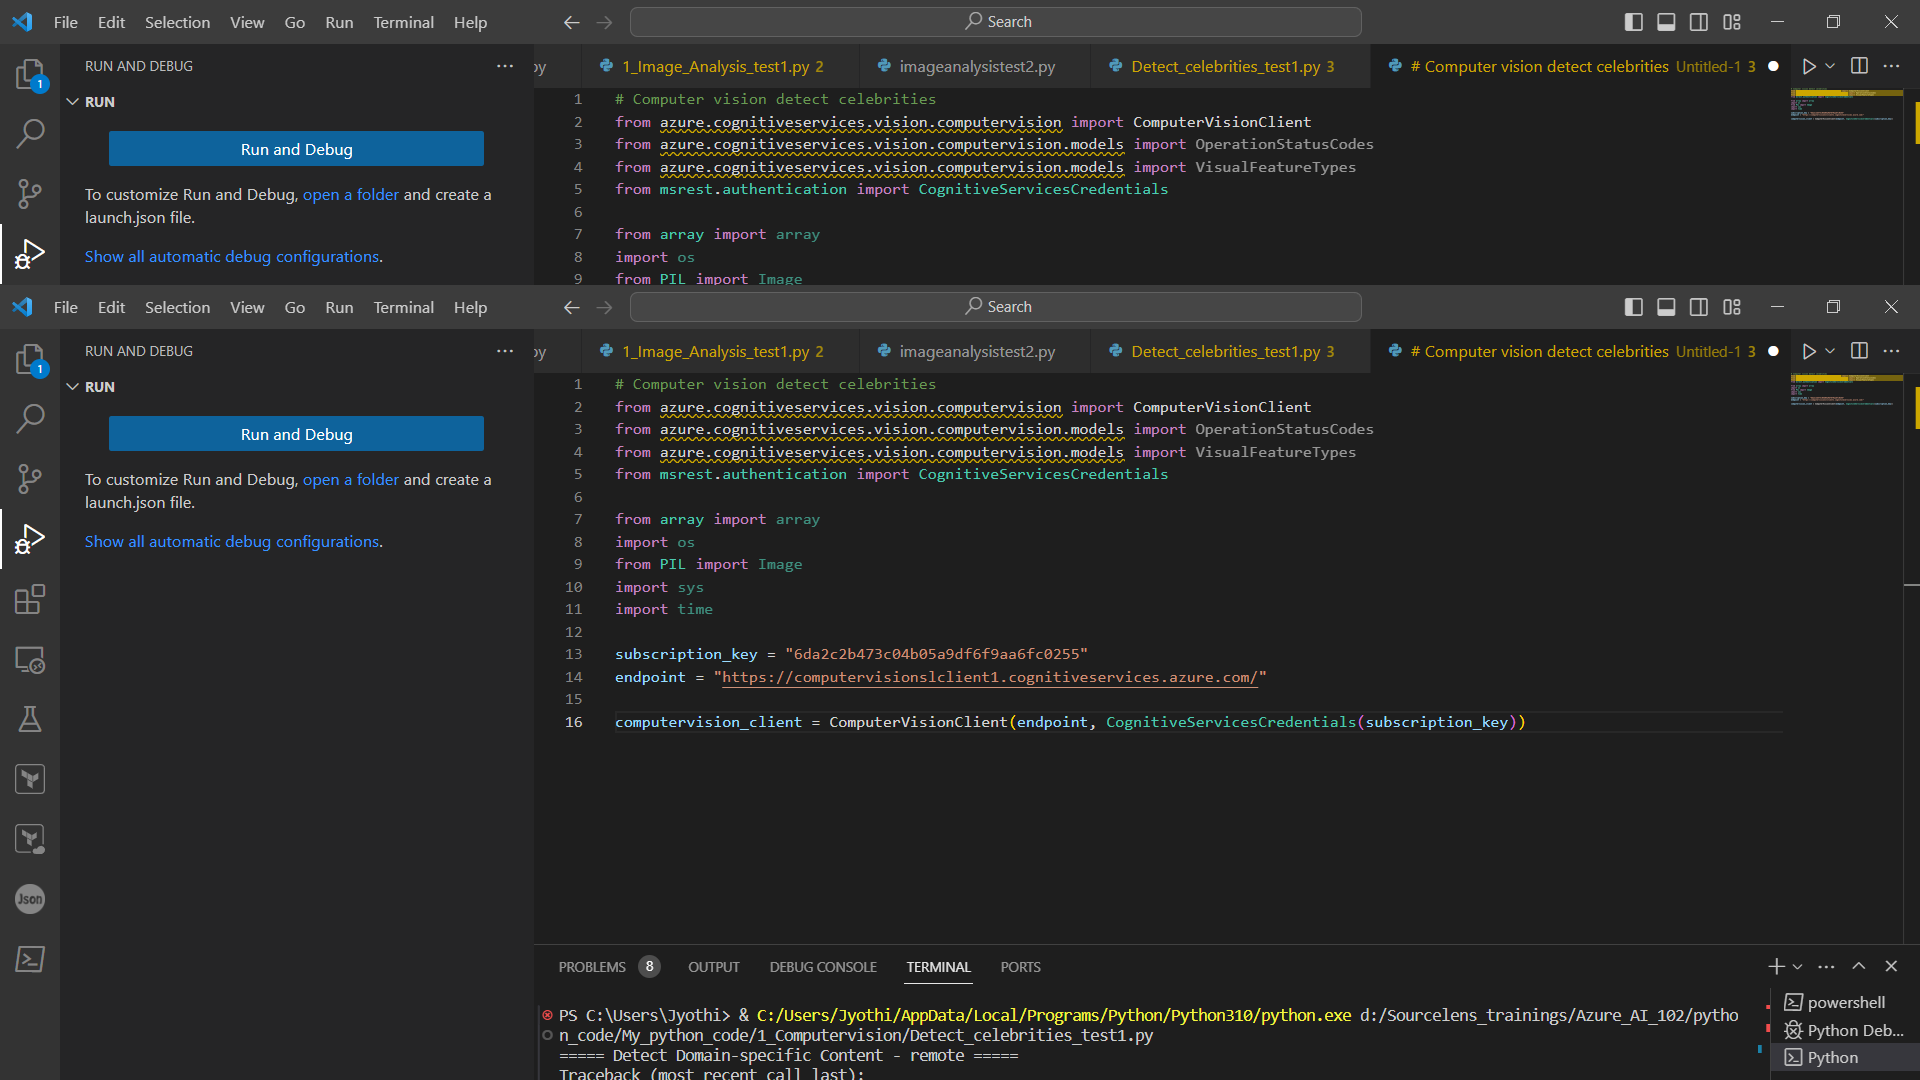 File Edit Selection View Go Run Terminal Help
Search
RUN AND DEBUG ···
py 1_Image_Analysis_test1.py 2 imageanalysistest2.py Detect_celebrities_test1.py 3 # Computer vision detect celebrities Untitled-1 3
1
RUN
Run and Debug
To customize Run and Debug, open a folder and create a
launch.json file.
Show all automatic debug configurations.
1 # Computer vision detect celebrities
2 from azure.cognitiveservices.vision.computervision import ComputerVisionClient
3 from azure.cognitiveservices.vision.computervision.models import OperationStatusCodes
4 from azure.cognitiveservices.vision.computervision.models import VisualFeatureTypes
5 from msrest.authentication import CognitiveServicesCredentials
6
7 from array import array
8 import os
9 from PIL import Image
File Edit Selection View Go Run Terminal Help
Search
RUN AND DEBUG ···
py 1_Image_Analysis_test1.py 2 imageanalysistest2.py Detect_celebrities_test1.py 3 # Computer vision detect celebrities Untitled-1 3
1
RUN
Run and Debug
To customize Run and Debug, open a folder and create a
launch.json file.
Show all automatic debug configurations.
1 # Computer vision detect celebrities
2 from azure.cognitiveservices.vision.computervision import ComputerVisionClient
3 from azure.cognitiveservices.vision.computervision.models import OperationStatusCodes
4 from azure.cognitiveservices.vision.computervision.models import VisualFeatureTypes
5 from msrest.authentication import CognitiveServicesCredentials
6
7 from array import array
8 import os
9 from PIL import Image
10 import sys
11 import time
12
13 subscription_key = "6da2c2b473c04b05a9df6f9aa6fc0255"
14 endpoint = "https://computervisionslclient1.cognitiveservices.azure.com/"
15
16 computervision_client = ComputerVisionClient(endpoint, CognitiveServicesCredentials(subscription_key))
Json
PROBLEMS 8 OUTPUT DEBUG CONSOLE TERMINAL PORTS
PS C:\Users\Jyothi> & C:/Users/Jyothi/AppData/Local/Programs/Python/Python310/python.exe d:/Sourcelens_trainings/Azure_AI_102/pytho
n_code/My_python_code/1_Computervision/Detect_celebrities_test1.py
===== Detect Domain-specific Content - remote =====
Traceback (most recent call last):
powershell
Python Deb...
Python